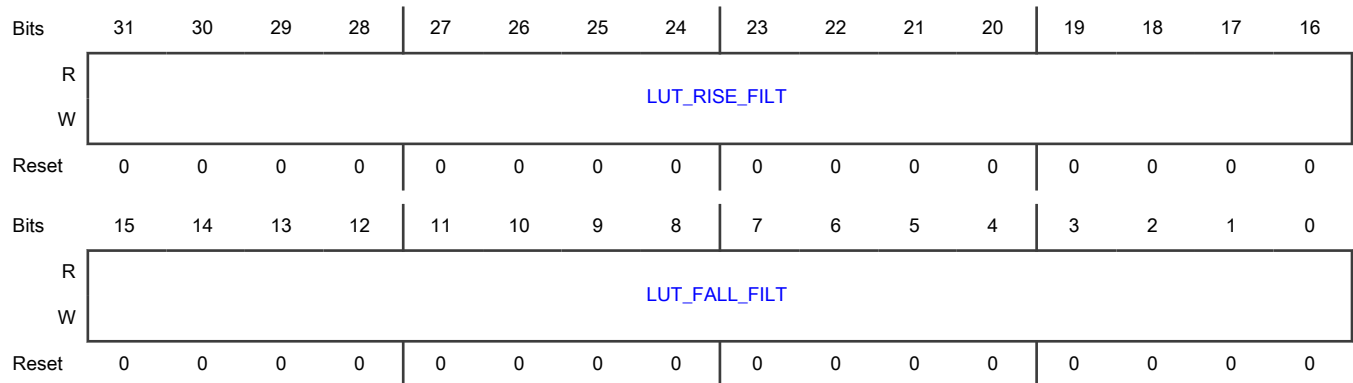 Bits 31 30 29 28 27 26 25 24 23 22 21 20 19 18 17 16
R
LUT_RISE_FILT
W
Reset 0 0 0 0 0 0 0 0 0 0 0 0 0 0 0 0
Bits 15 14 13 12 11 10 9 8 7 6 5 4 3 2 1 0
R
LUT_FALL_FILT
W
Reset 0 0 0 0 0 0 0 0 0 0 0 0 0 0 0 0